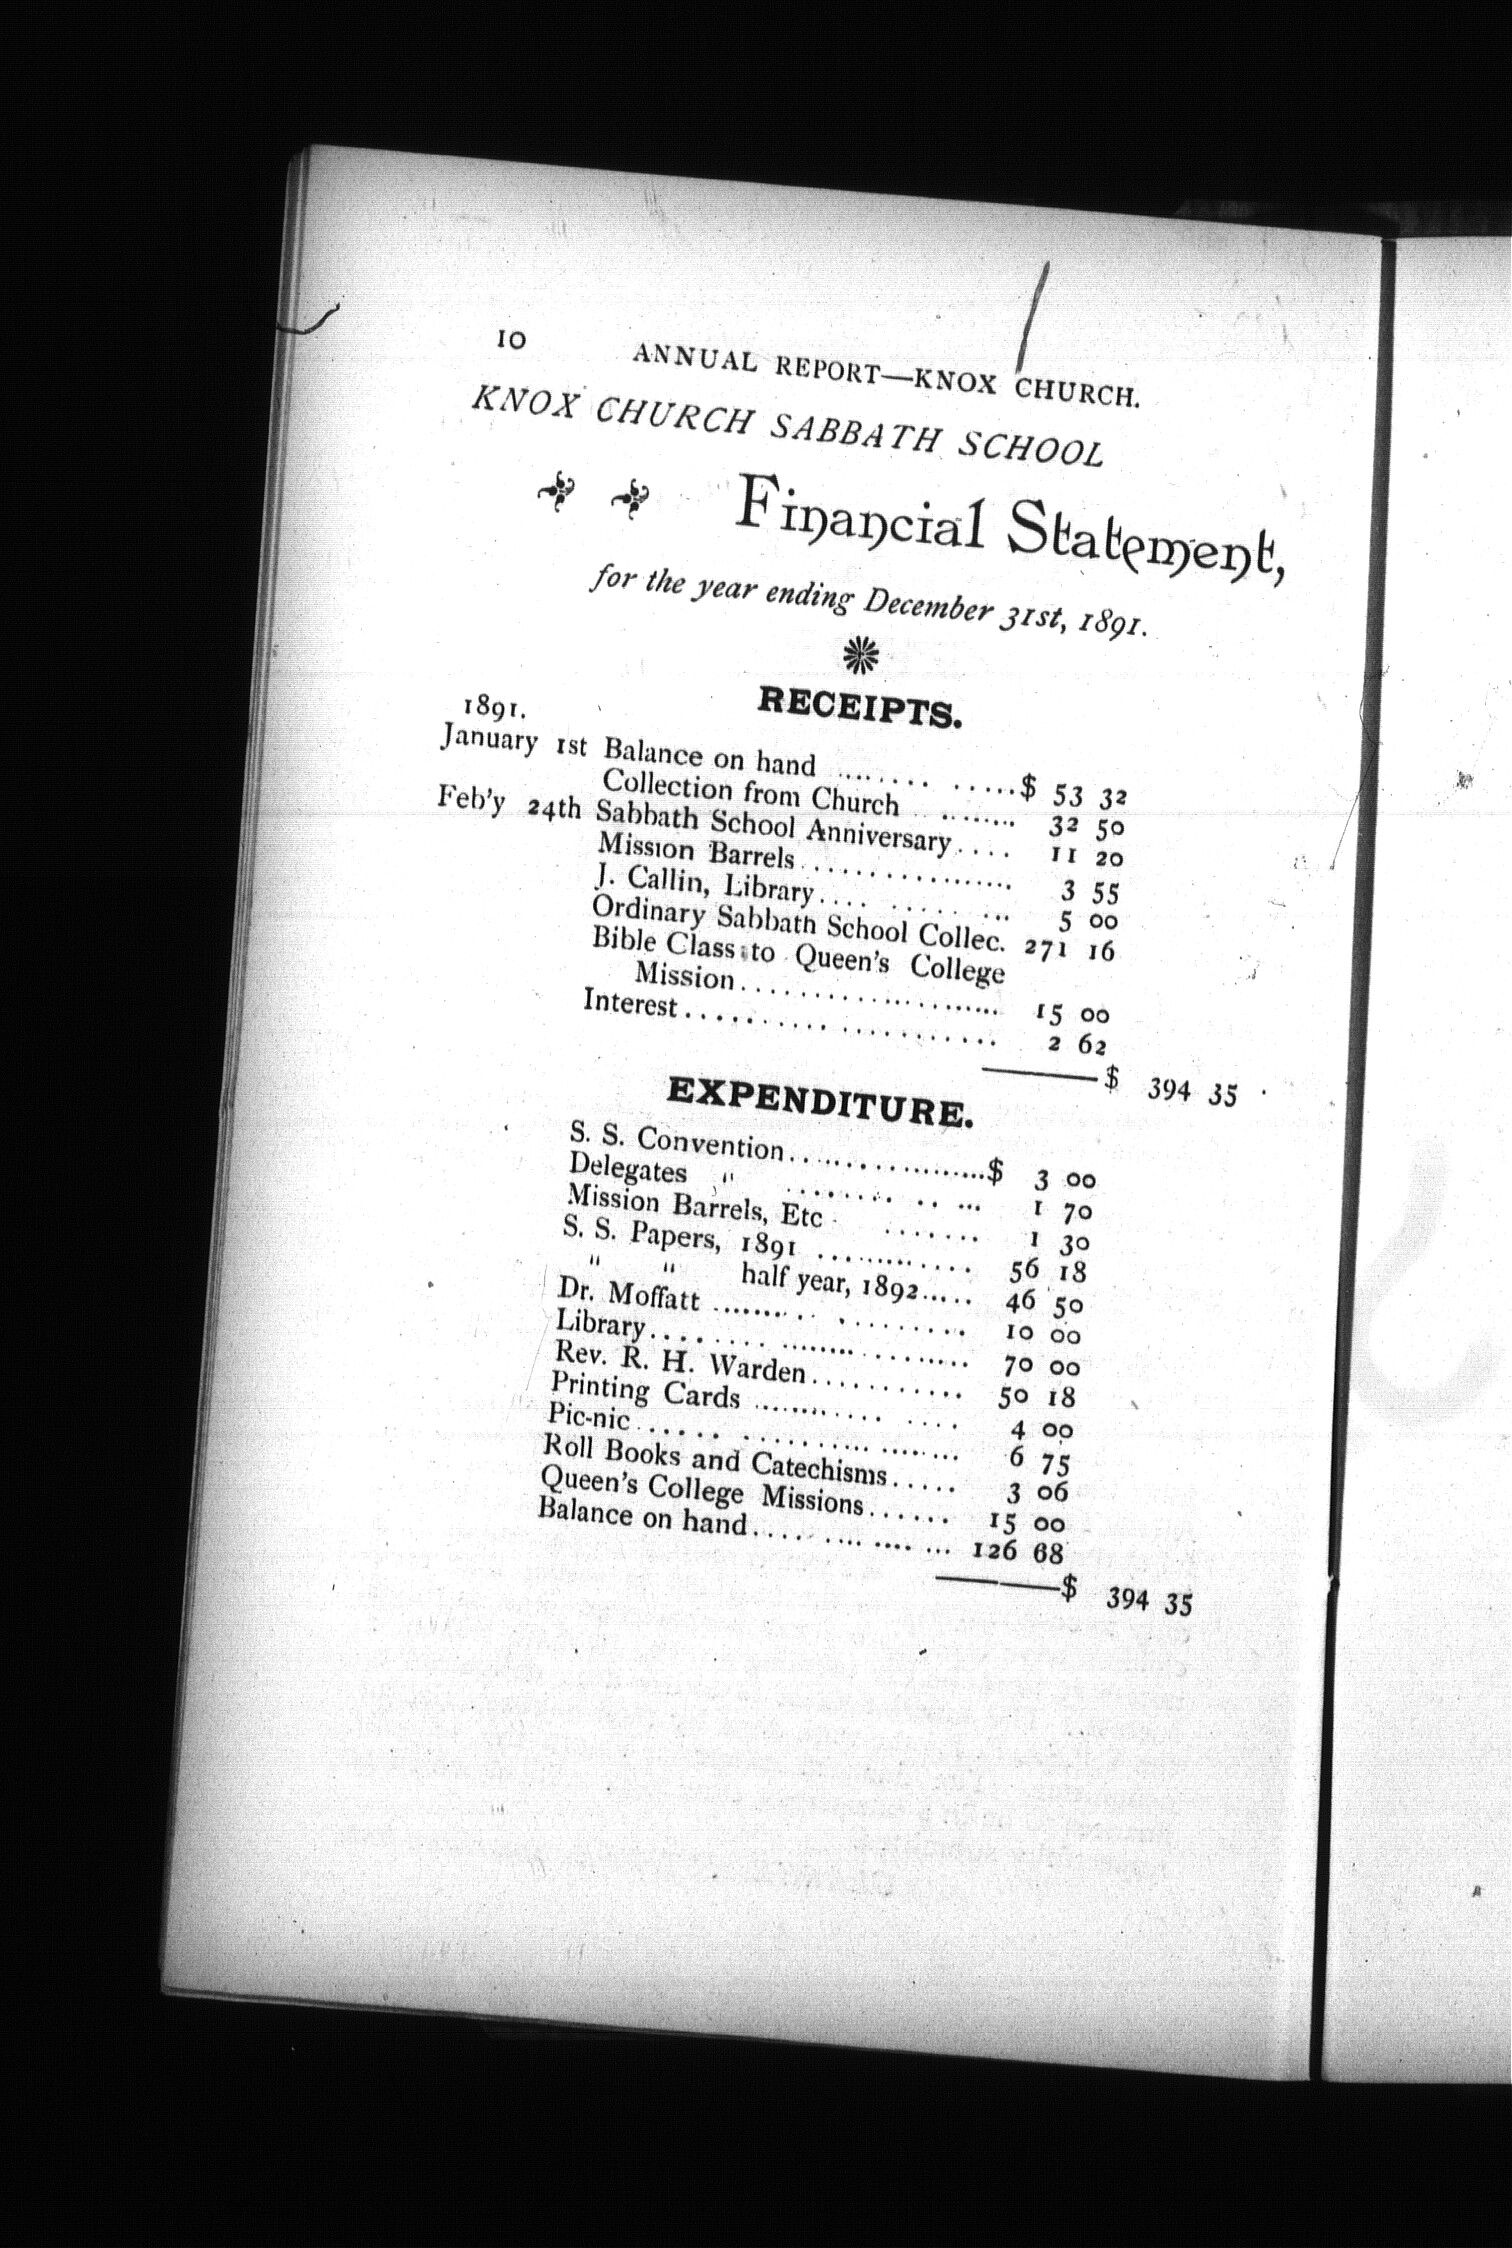 10 ANNUAL REPORT—KNOX CHURCH.
KNOX CHURCH SABBATH SCHOOL
Financial Statement,
for the year ending December 31st, 1891.
RECEIPTS.
1891.
January 1st Balance on hand ........ .....$ 53 32
Collection from Church ........ 32 50
Feb'y 24th Sabbath School Anniversary.... 11 20
Mission Barrels................. 3 55
J. Callin, Library.... ..... ... 5 00
Ordinary Sabbath School Collec. 271 16
Bible Class to Queen's College
Mission...................... 15 00
Interest.......... ........... 2 62
$ 394 35
EXPENDITURE.
S. S. Convention...................$ 3 00
Delegates " ........ .. ... 1 70
Mission Barrels, Etc ....... 1 30
S. S. Papers, 1891 ............ 56 18
" " half year, 1892..... 46 50
Dr. Moffatt ........ ......... 10 00
Library........ ........ ....... 70 00
Rev. R. H. Warden........... 50 18
Printing Cards .......... .... 4 00
Pic-nic...... .......... ....... 6 75
Roll Books and Catechisms..... 3 06
Queen's College Missions...... 15 00
Balance on hand.... .... .... ... 126 68
$ 394 35